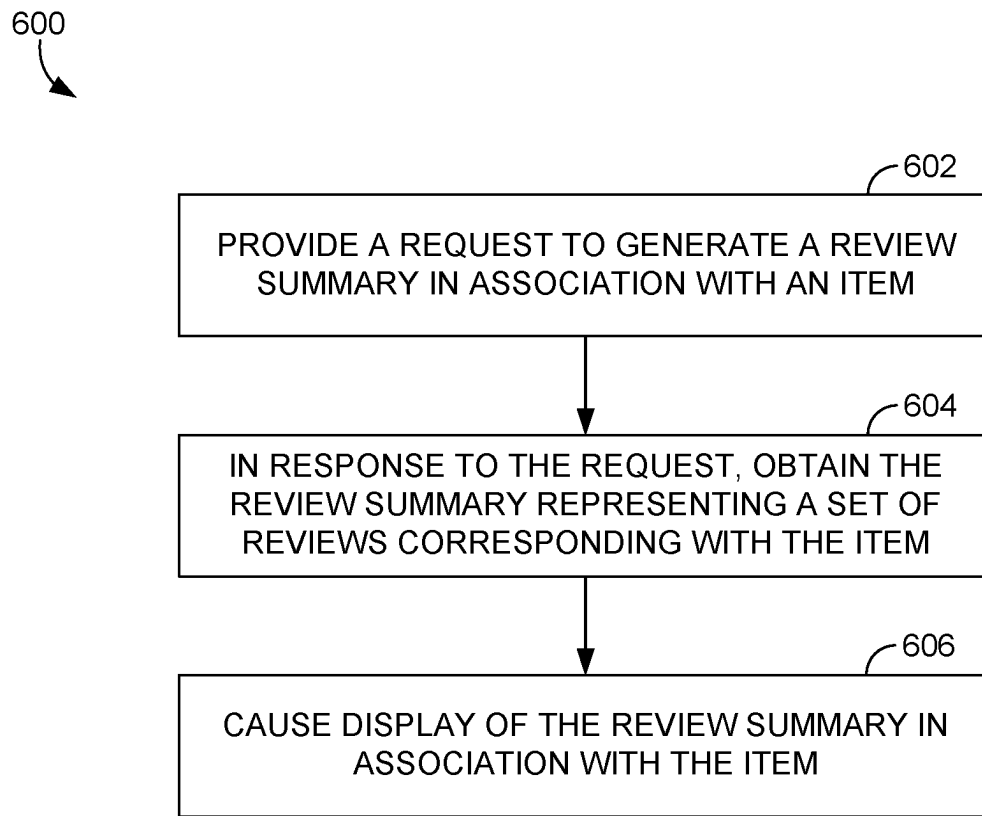 600
602
PROVIDE A REQUEST TO GENERATE A REVIEW
SUMMARY IN ASSOCIATION WITH AN ITEM
604
IN RESPONSE TO THE REQUEST, OBTAIN THE
REVIEW SUMMARY REPRESENTING A SET OF
REVIEWS CORRESPONDING WITH THE ITEM
606
CAUSE DISPLAY OF THE REVIEW SUMMARY IN
ASSOCIATION WITH THE ITEM